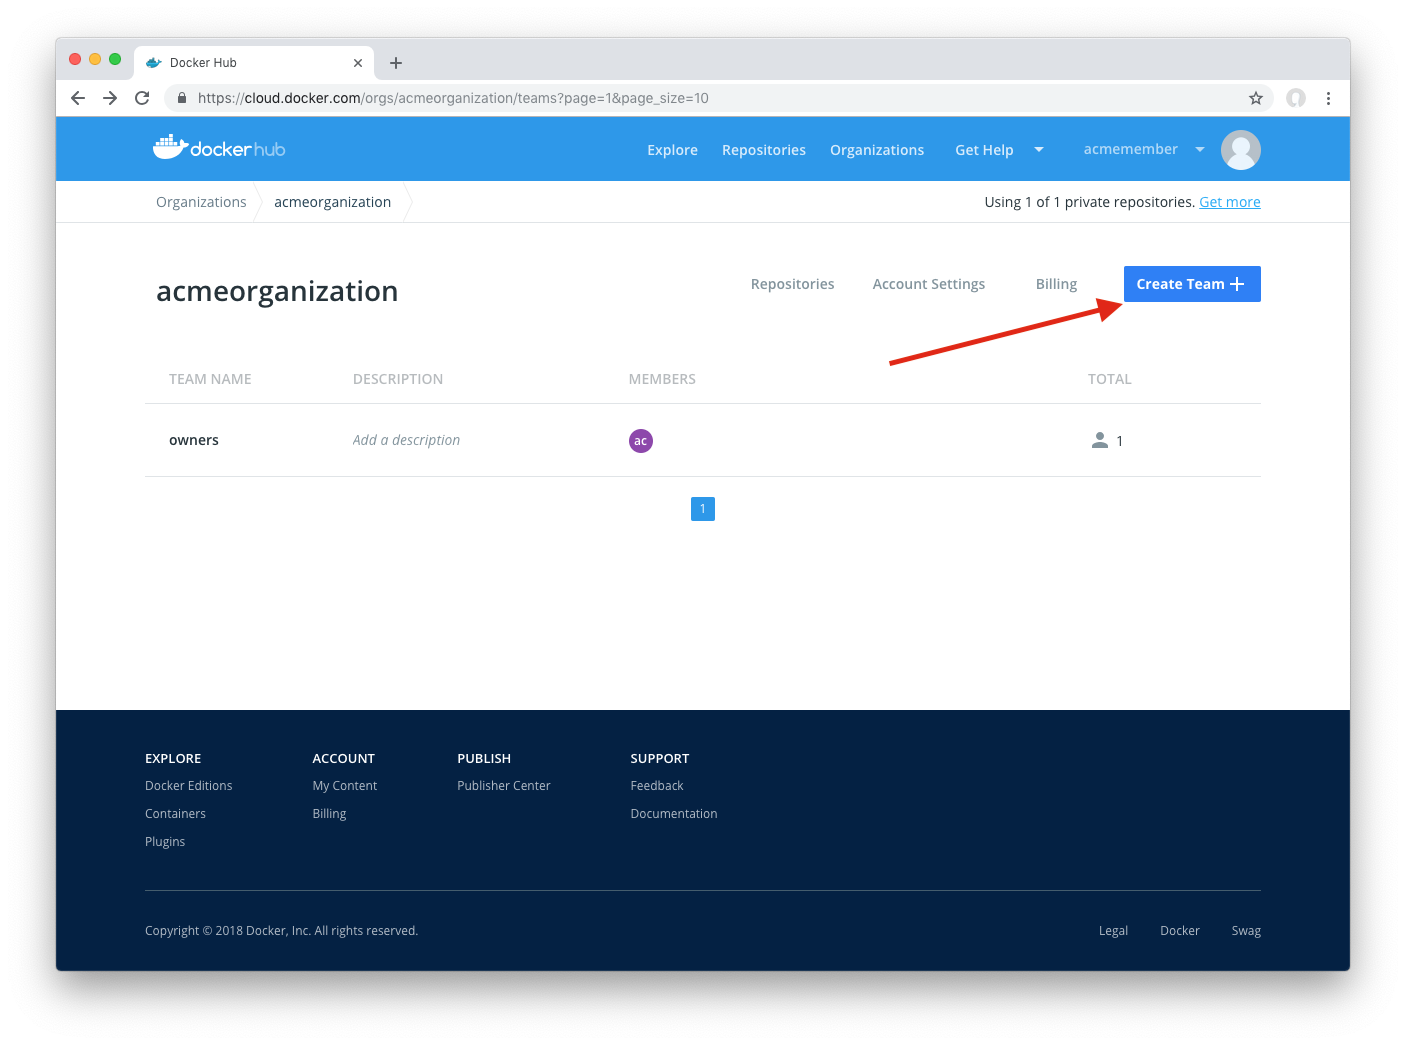 Docker Hub
https://cloud.docker.com/orgs/acmeorganization/teams?page=1&page_size=10
dockerhub Explore Repositories Organizations Get Help acmemember
Organizations acmeorganization Using 1 of 1 private repositories. Get more
acmeorganization Repositories Account Settings Billing Create Team
TEAM NAME DESCRIPTION MEMBERS TOTAL
owners Add a description ac 1
1
EXPLORE ACCOUNT PUBLISH SUPPORT
Docker Editions My Content Publisher Center Feedback
Containers Billing Documentation
Plugins
Copyright © 2018 Docker, Inc. All rights reserved. Legal Docker Swag